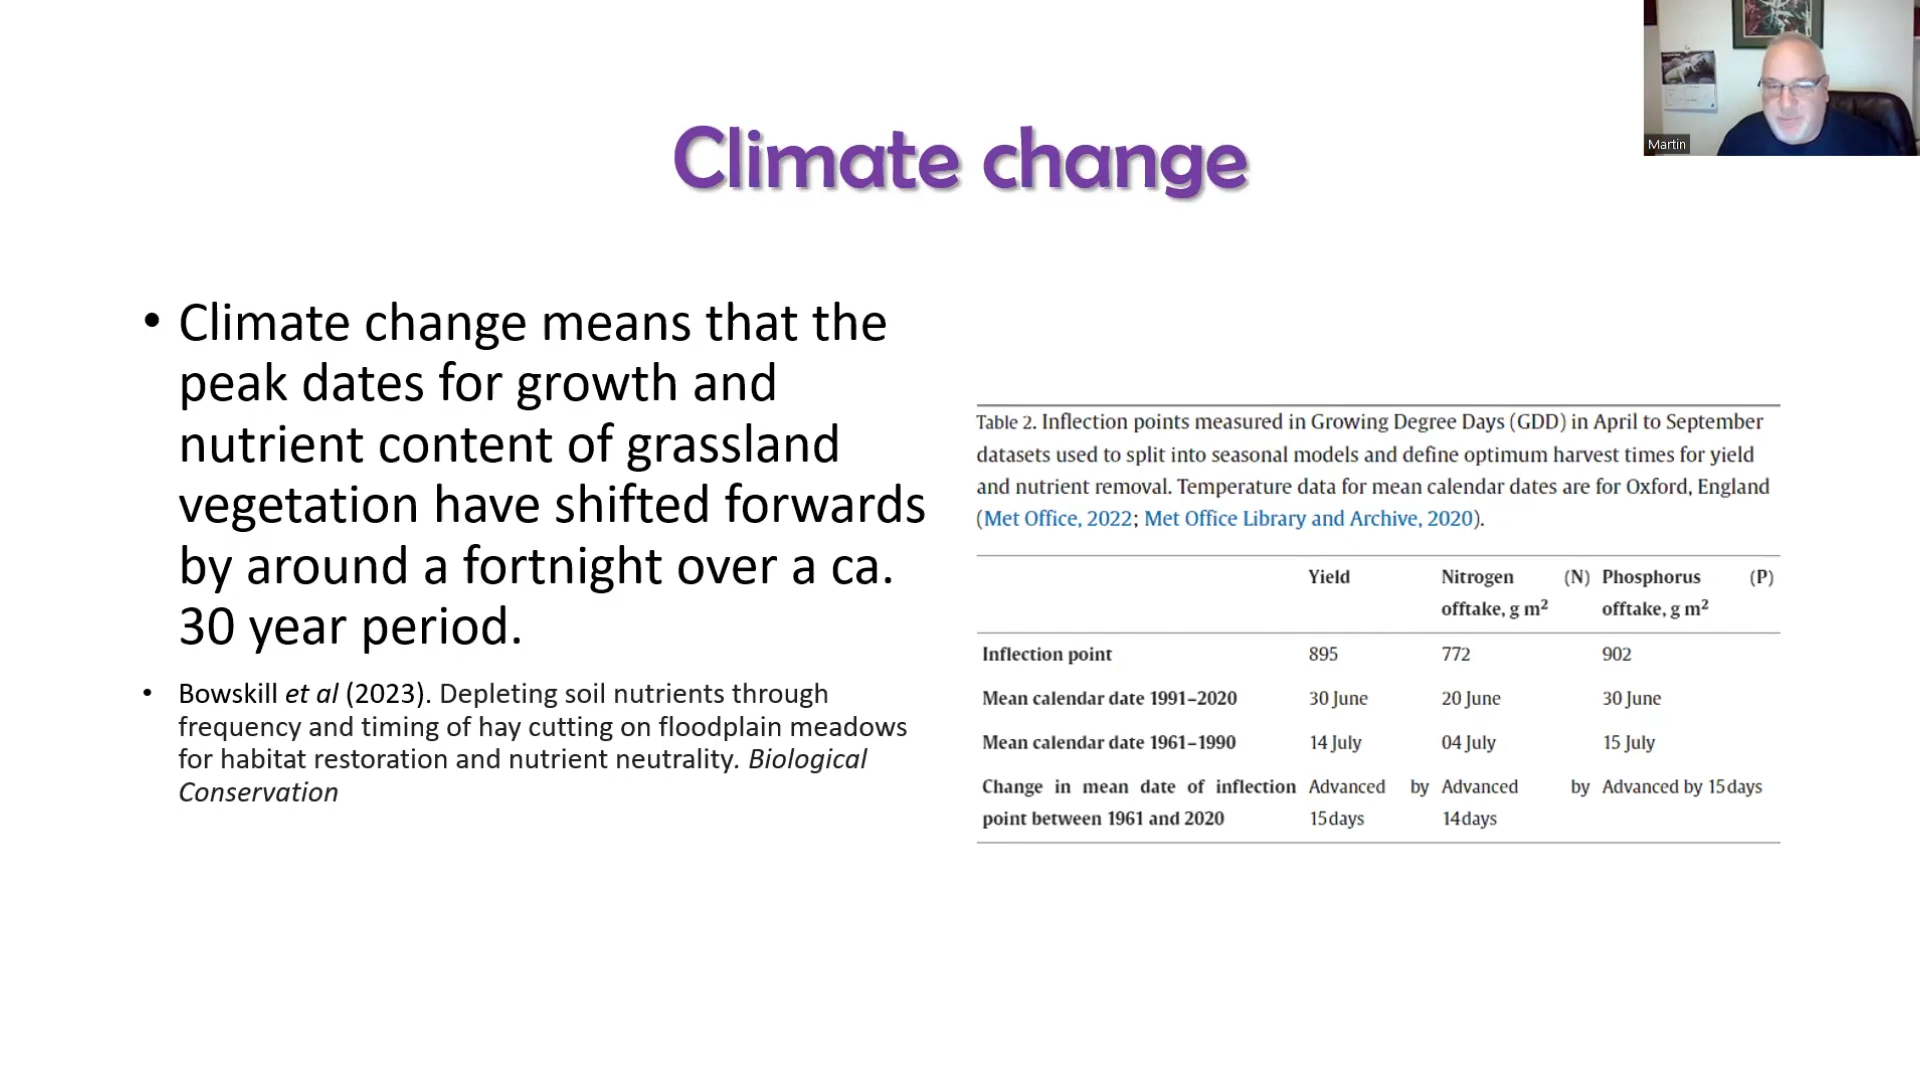 Martin
Climate change
• Climate change means that the
peak dates for growth and
nutrient content of grassland
vegetation have shifted forwards
by around a fortnight over a ca.
30 year period.
• Bowskill et al (2023). Depleting soil nutrients through
frequency and timing of hay cutting on floodplain meadows
for habitat restoration and nutrient neutrality. Biological
Conservation
Table 2. Inflection points measured in Growing Degree Days (GDD) in April to September
datasets used to split into seasonal models and define optimum harvest times for yield
and nutrient removal. Temperature data for mean calendar dates are for Oxford, England
(Met Office, 2022; Met Office Library and Archive, 2020).
Yield Nitrogen (N) Phosphorus (P)
offtake, g m² offtake, g m²
Inflection point 895 772 902
Mean calendar date 1991–2020 30 June 20 June 30 June
Mean calendar date 1961–1990 14 July 04 July 15 July
Change in mean date of inflection Advanced by Advanced by Advanced by 15 days
point between 1961 and 2020 15 days 14 days